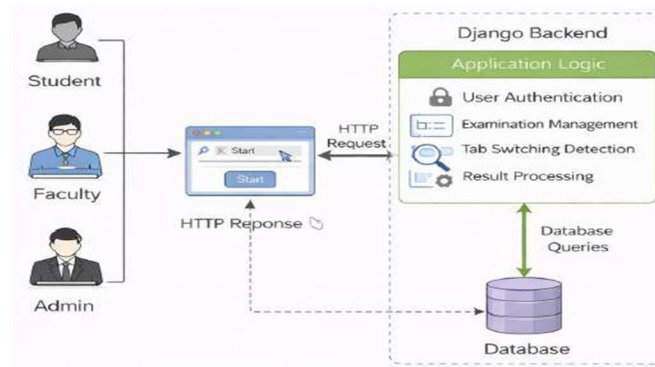 Student
Faculty
Admin
Start
Start
HTTP Reponse
HTTP
Request
Django Backend
Application Logic
User Authentication
Examination Management
Tab Swtching Detection
Result Processing
Database
Queries
Database